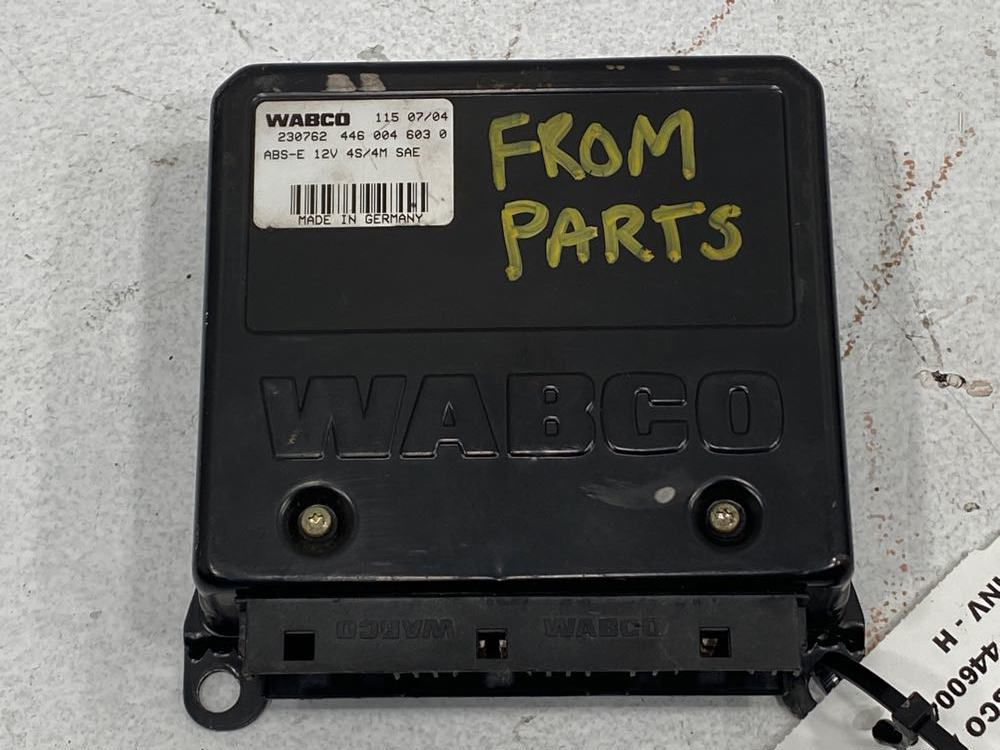 WABCO 115 07/04
230762 446 004 603 0
ABS-E 12V 4S/4M SAE
MADE IN GERMANY
FROM
PARTS
WABCO
WABCO WABCO
INV - H